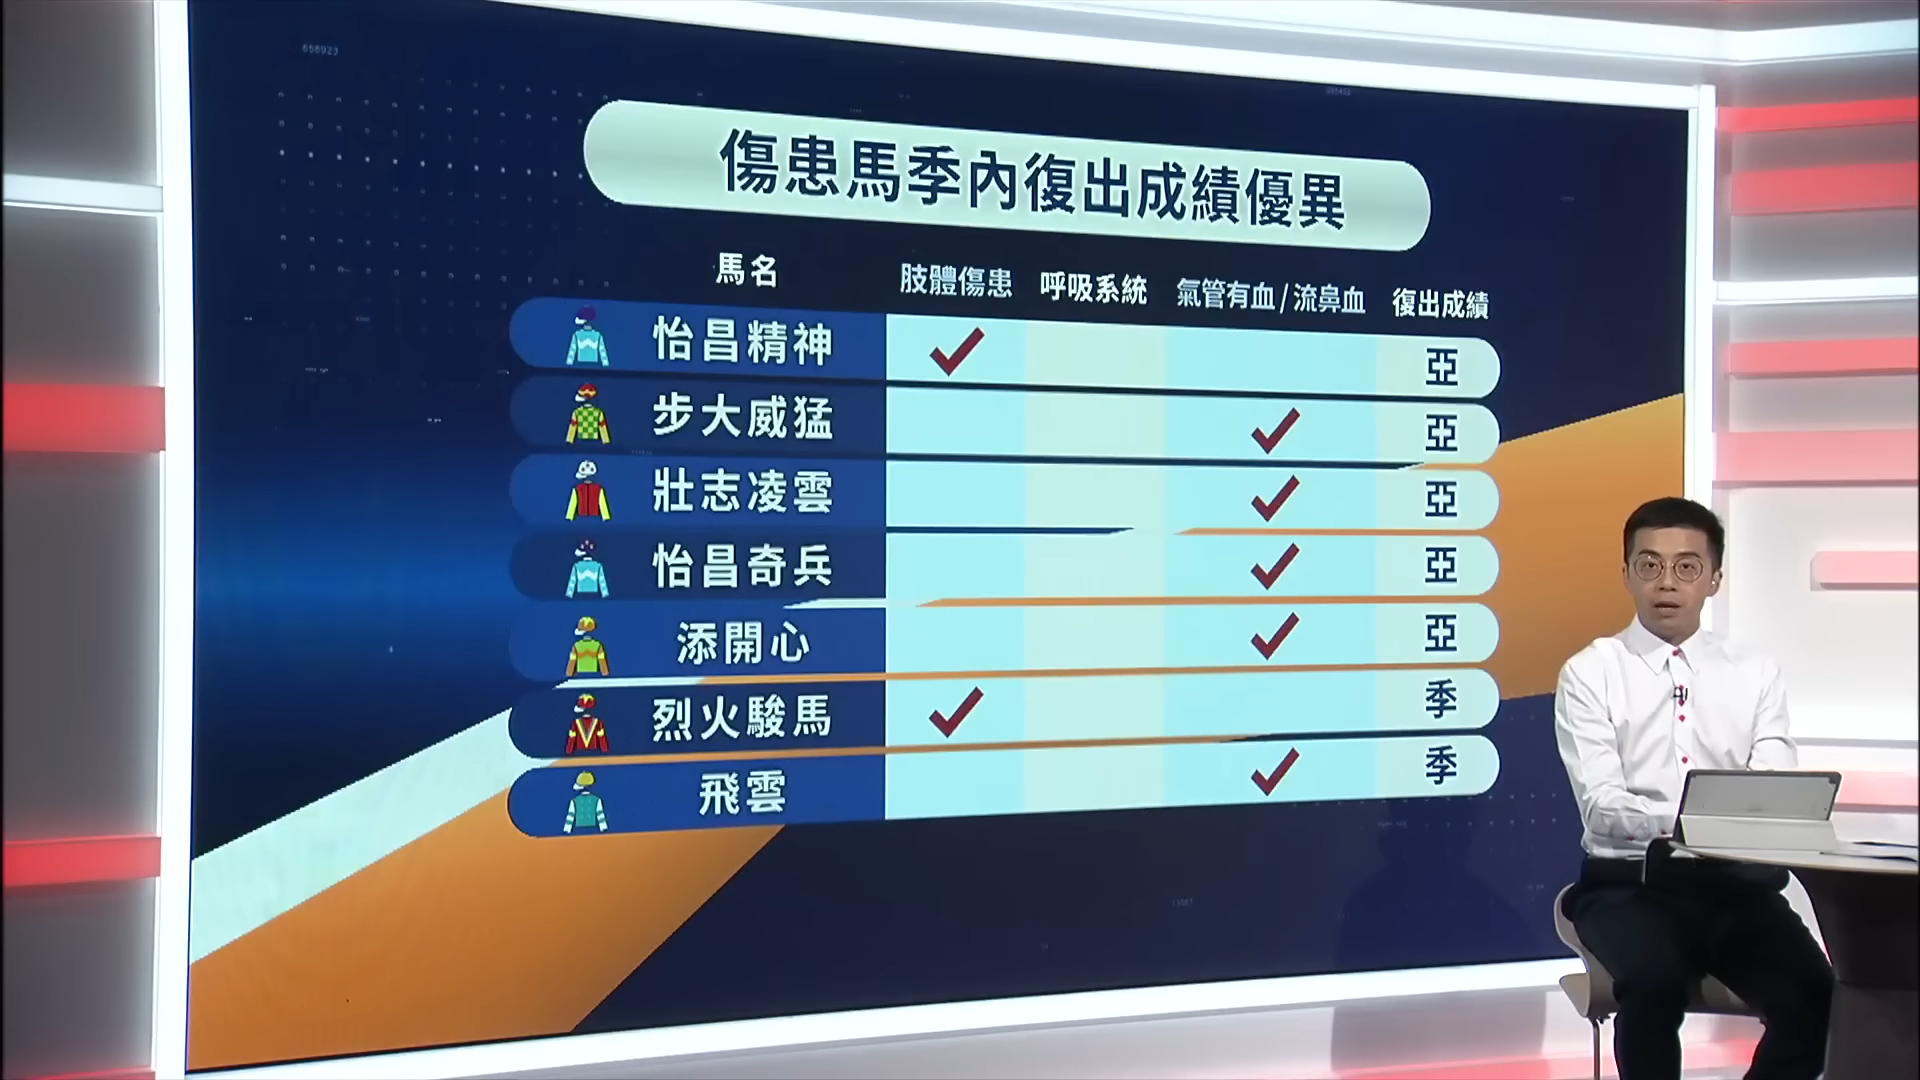 658923
傷患馬季內復出成績優異
馬名 肢體傷患 呼吸系統 氣管有血/流鼻血 復出成績
怡昌精神 亞
步大威猛 亞
壯志凌雲 亞
怡昌奇兵 亞
添開心 亞
烈火駿馬 季
飛雲 季